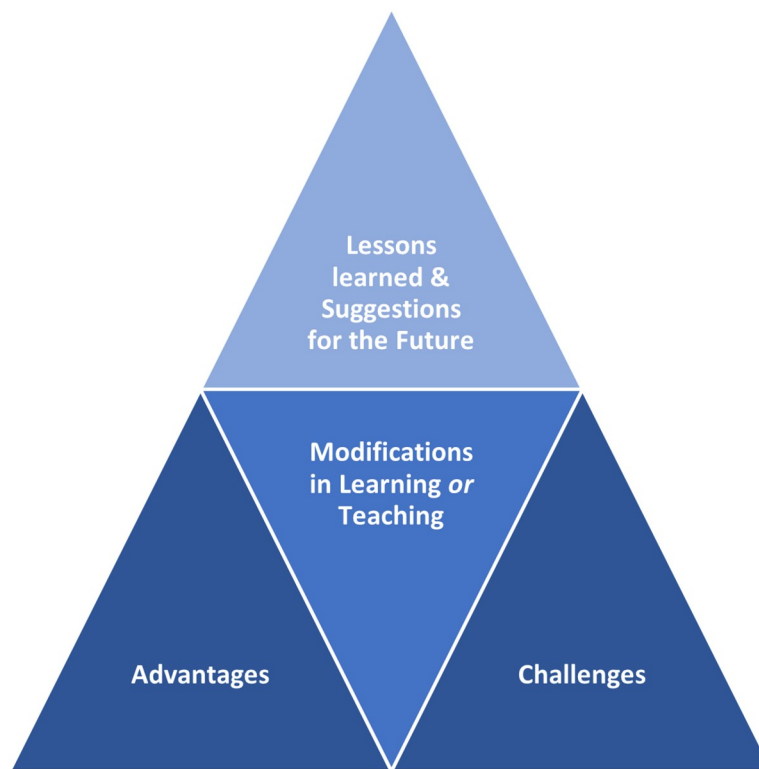 Lessons
learned &
Suggestions
for the Future
Modifications
in Learning or
Teaching
Advantages
Challenges